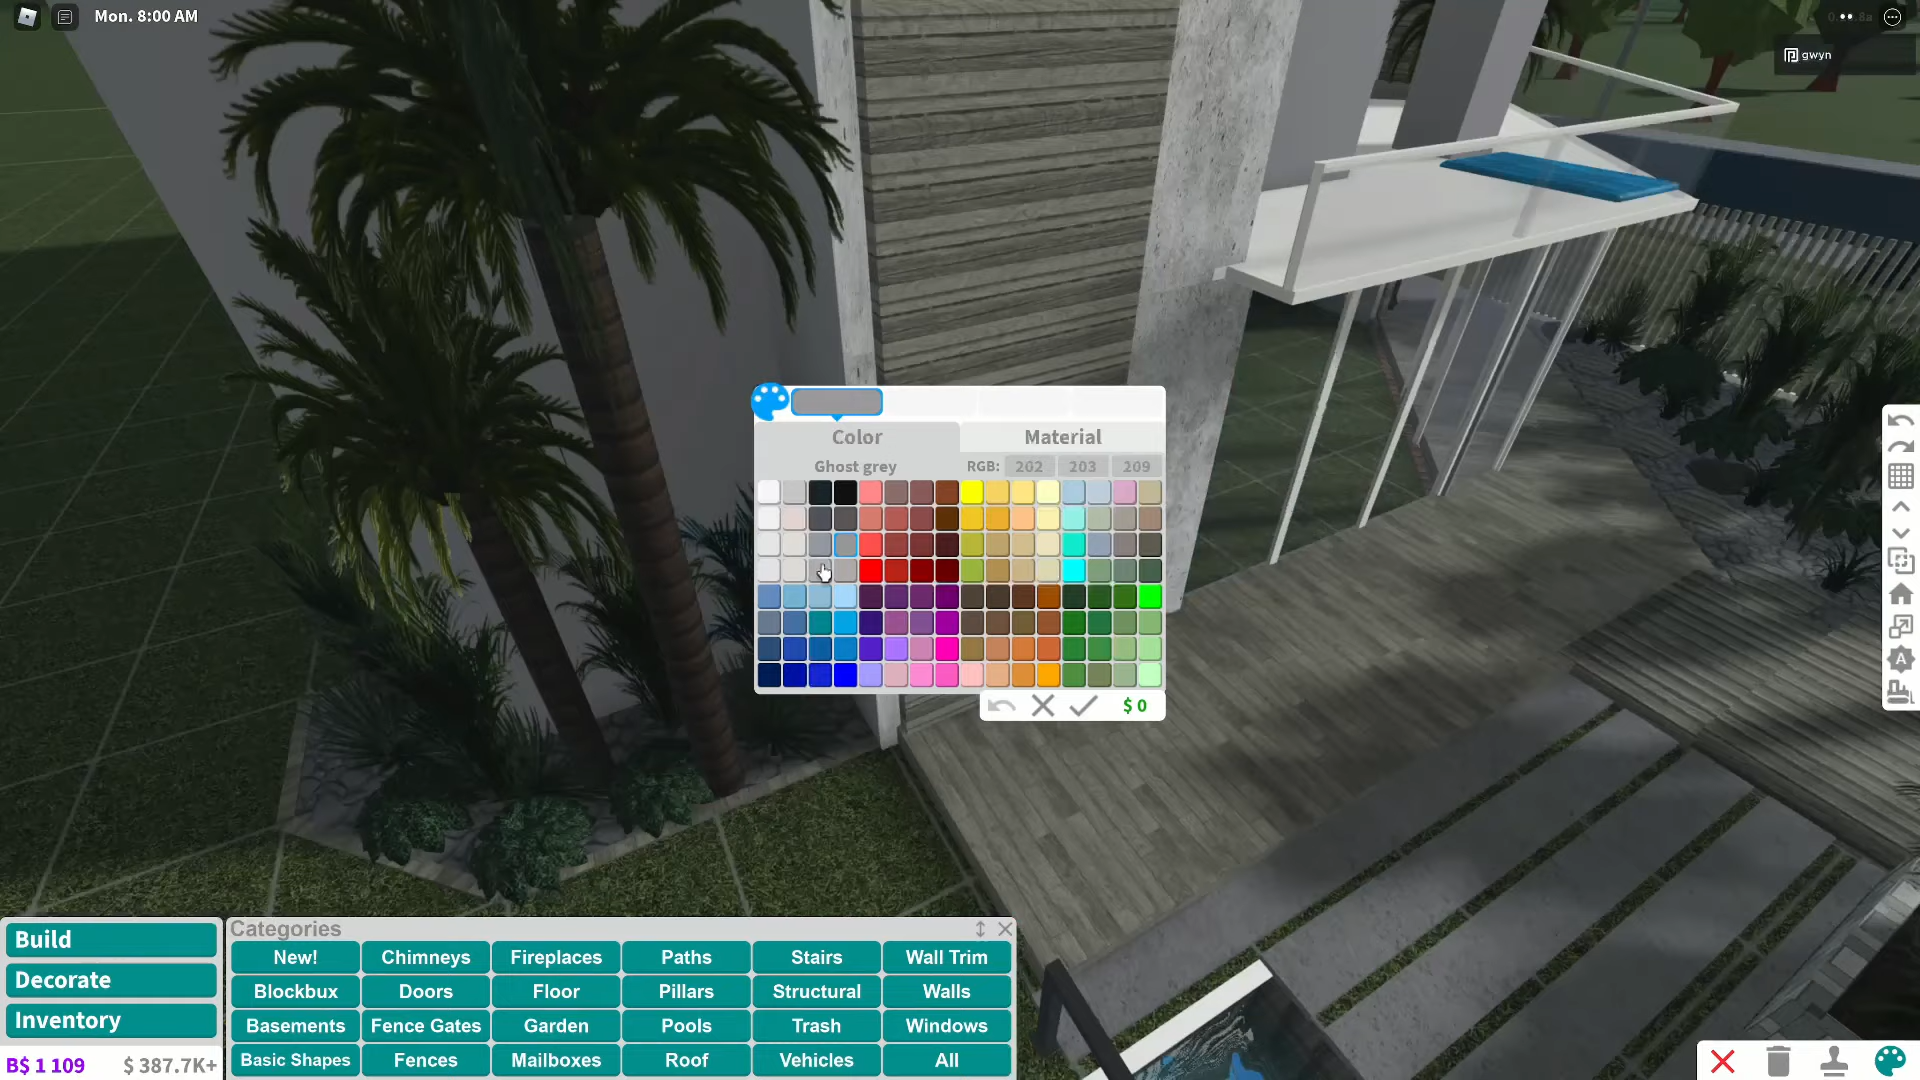 Mon. 8:00 AM
gwyn
Color
Material
Ghost grey
RGB: 202 203 209
$ 0
Build
Decorate
Inventory
B$ 1 109
$ 387.7K+
Categories
New!
Chimneys
Fireplaces
Paths
Stairs
Wall Trim
Blockbux
Doors
Floor
Pillars
Structural
Walls
Basements
Fence Gates
Garden
Pools
Trash
Windows
Basic Shapes
Fences
Mailboxes
Roof
Vehicles
All
A